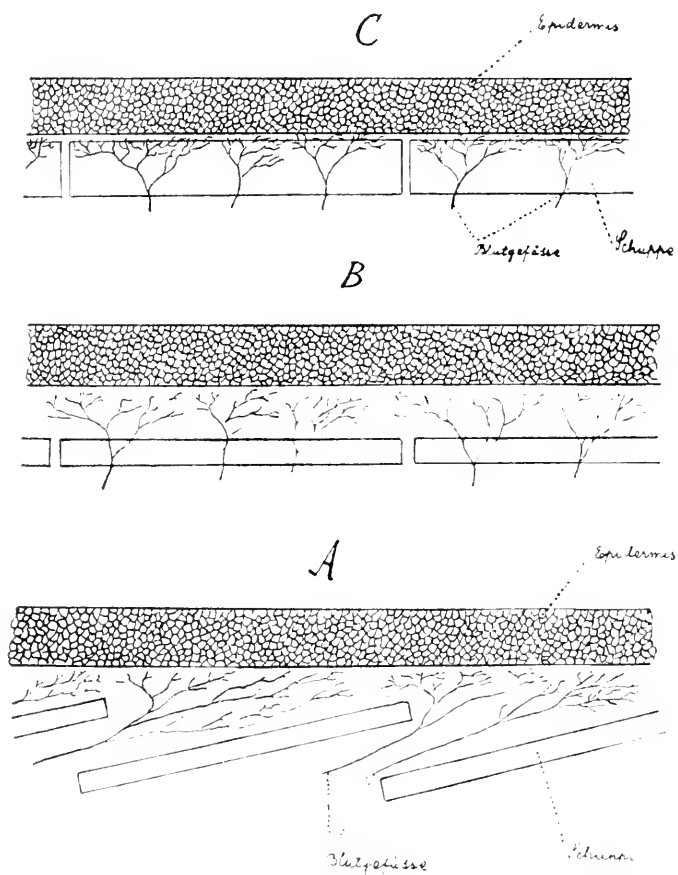 C
Epidermis
Blutgefässe
Schuppe
B
A
Epidermis
Blutgefässe
Schuppe